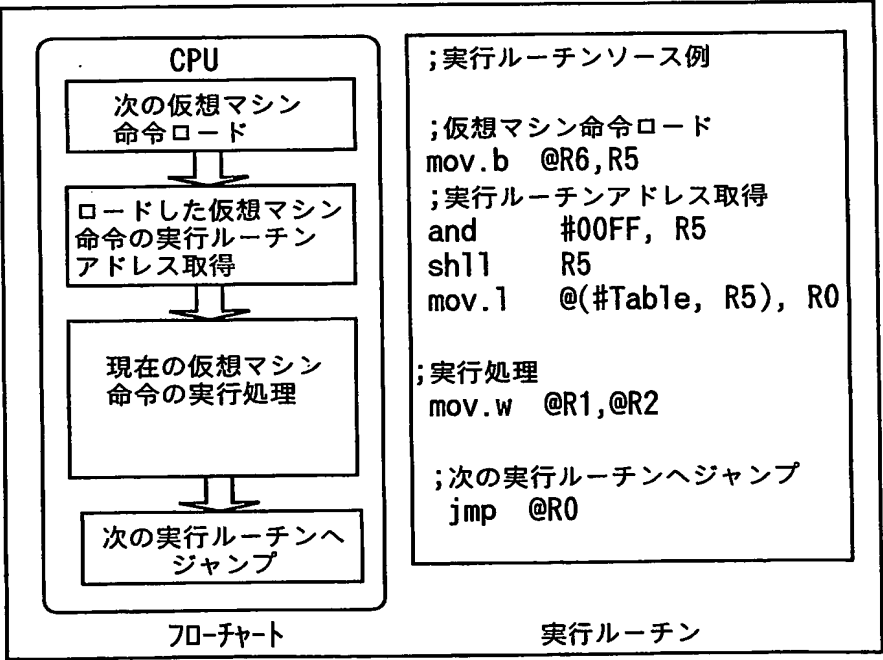 CPU
次の仮想マシン
命令ロード
ロードした仮想マシン
命令の実行ルーチン
アドレス取得
現在の仮想マシン
命令の実行処理
次の実行ルーチンへ
ジャンプ
フローチャート
;実行ルーチンソース例
;仮想マシン命令ロード
mov.b @R6,R5
;実行ルーチンアドレス取得
and #00FF, R5
shll R5
mov.l @(#Table, R5), R0
;実行処理
mov.w @R1,@R2
;次の実行ルーチンへジャンプ
jmp @R0
実行ルーチン